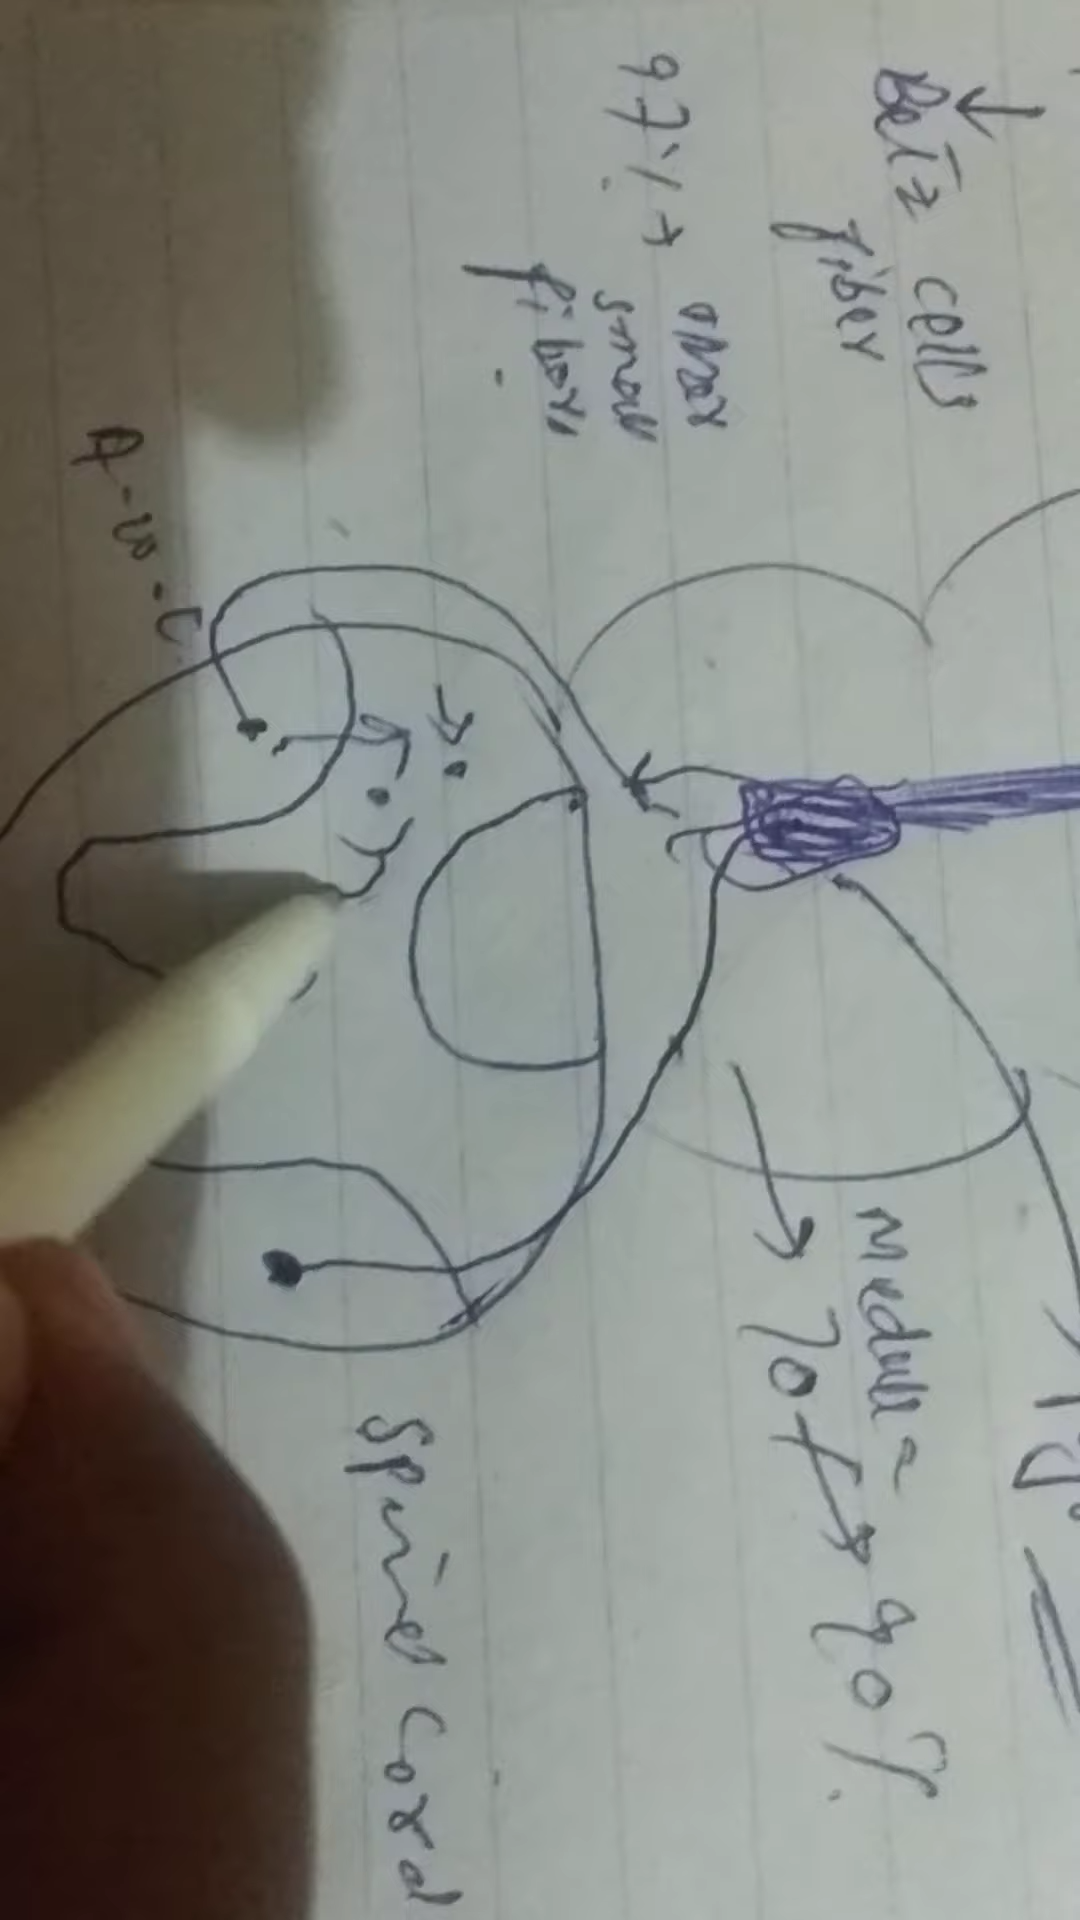 Betz cells
fiber
97% →
other
small
fibers
Medulla
70 → 90%
A-W-C
Spinal Cord